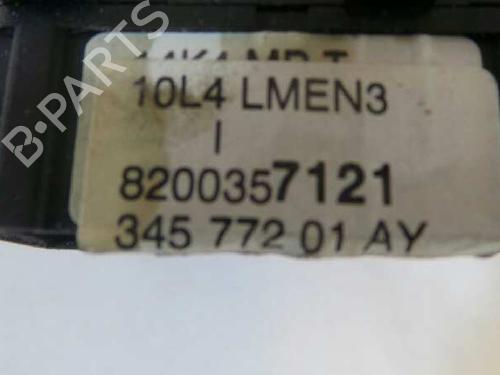 10L4 LMEN3
I
8200357121
345 772 01 AY
B-PARTS